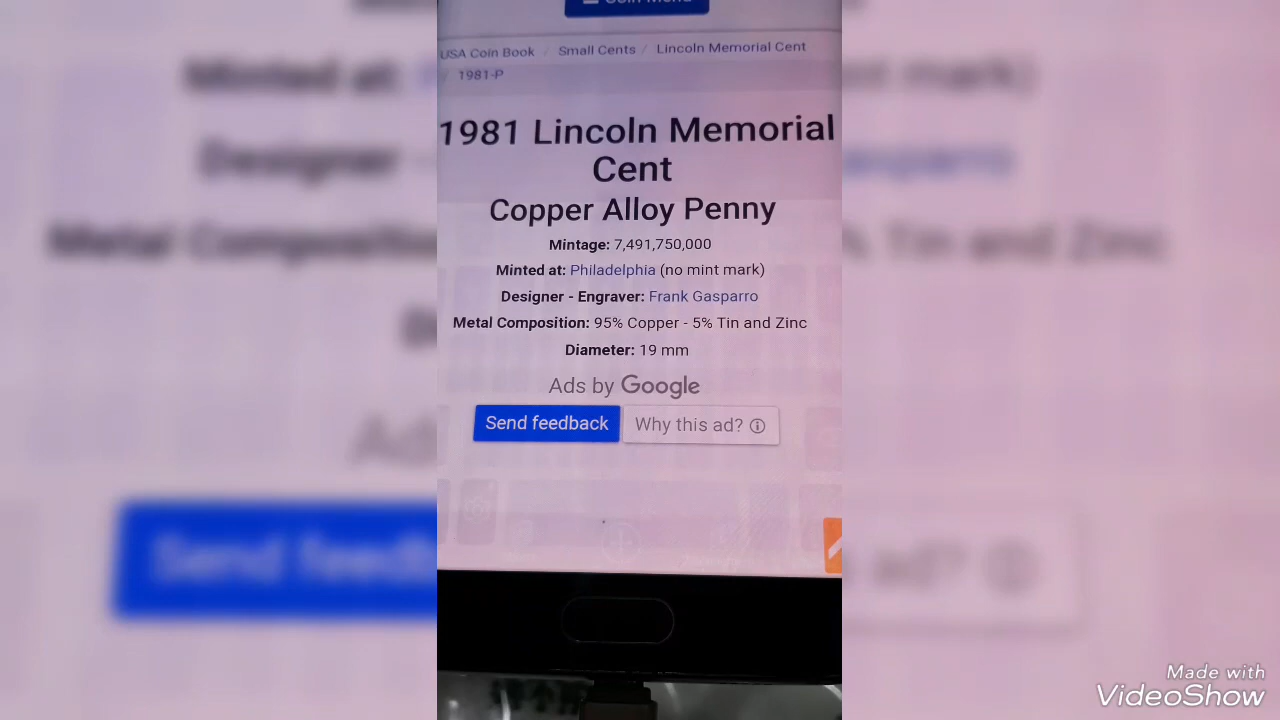 Coin Menu
USA Coin Book / Small Cents / Lincoln Memorial Cent
/ 1981-P
1981 Lincoln Memorial
Cent
Copper Alloy Penny
Mintage: 7,491,750,000
Minted at: Philadelphia (no mint mark)
Designer - Engraver: Frank Gasparro
Metal Composition: 95% Copper - 5% Tin and Zinc
Diameter: 19 mm
Ads by Google
Send feedback
Why this ad?
Made with
VideoShow